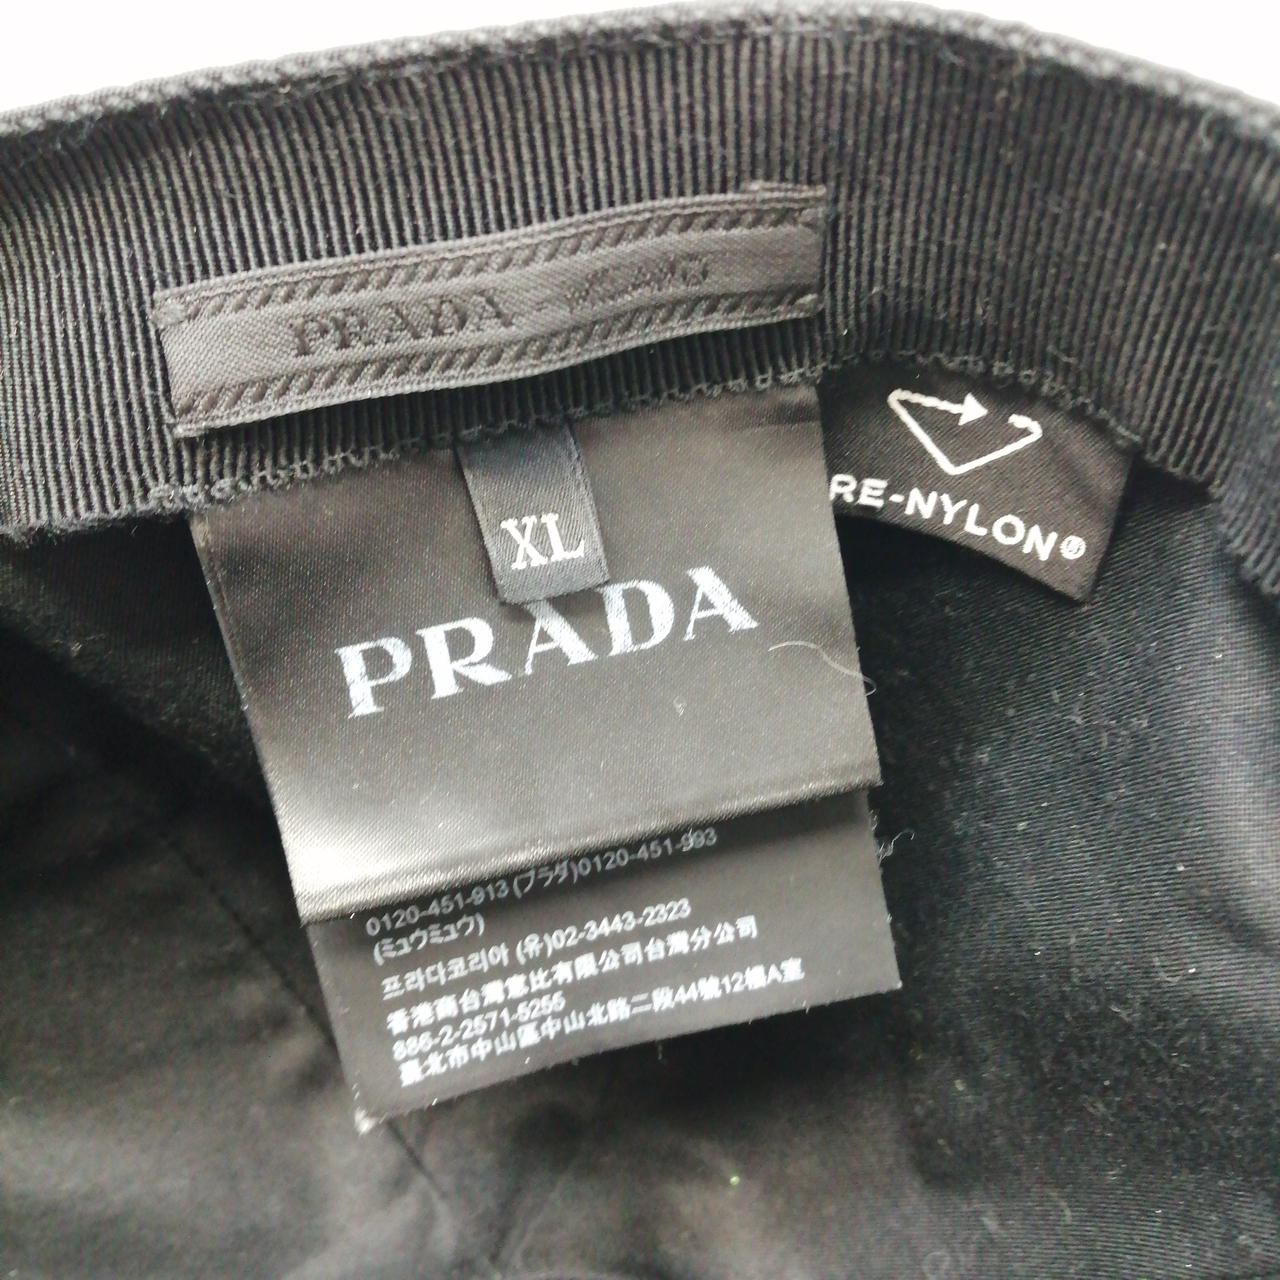 PRADA MILANO
RE-NYLON®
XL
PRADA
0120-451-913(プラダ)0120-451-993
(ミュウミュウ)
프라다코리아 (유)02-3443-2323
香港商台灣意比有限公司台灣分公司
886-2-2571-5255
臺北市中山區中山北路二段44號12樓A室